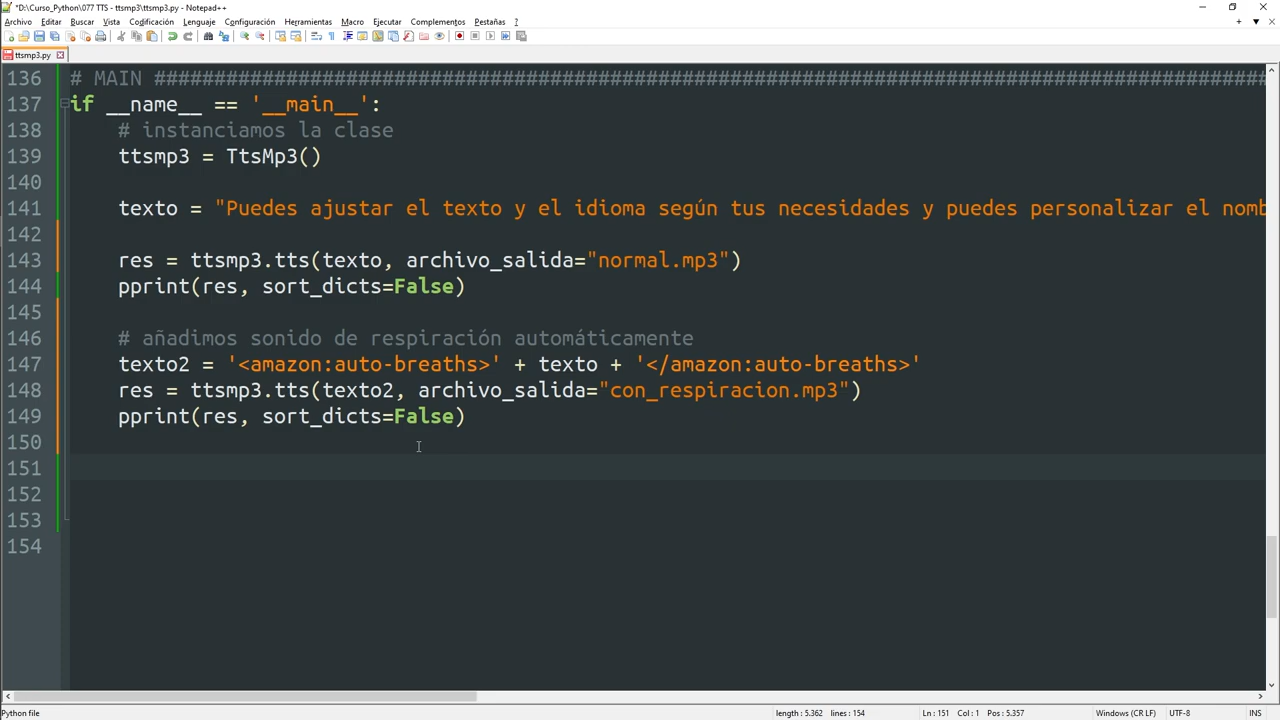 *D:\Curso_Python\077 TTS - ttsmp3\ttsmp3.py - Notepad++
Archivo Editar Buscar Vista Codificación Lenguaje Configuración Herramientas Macro Ejecutar Complementos Pestañas ?
ttsmp3.py
136 # MAIN ####################################################################################################
137 if __name__ == '__main__':
138 # instanciamos la clase
139 ttsmp3 = TtsMp3()
140
141 texto = "Puedes ajustar el texto y el idioma según tus necesidades y puedes personalizar el nomb
142
143 res = ttsmp3.tts(texto, archivo_salida="normal.mp3")
144 pprint(res, sort_dicts=False)
145
146 # añadimos sonido de respiración automáticamente
147 texto2 = '<amazon:auto-breaths>' + texto + '</amazon:auto-breaths>'
148 res = ttsmp3.tts(texto2, archivo_salida="con_respiracion.mp3")
149 pprint(res, sort_dicts=False)
150
151
152
153
154
Python file length : 5.362 lines : 154 Ln : 151 Col : 1 Pos : 5.357 Windows (CR LF) UTF-8 INS